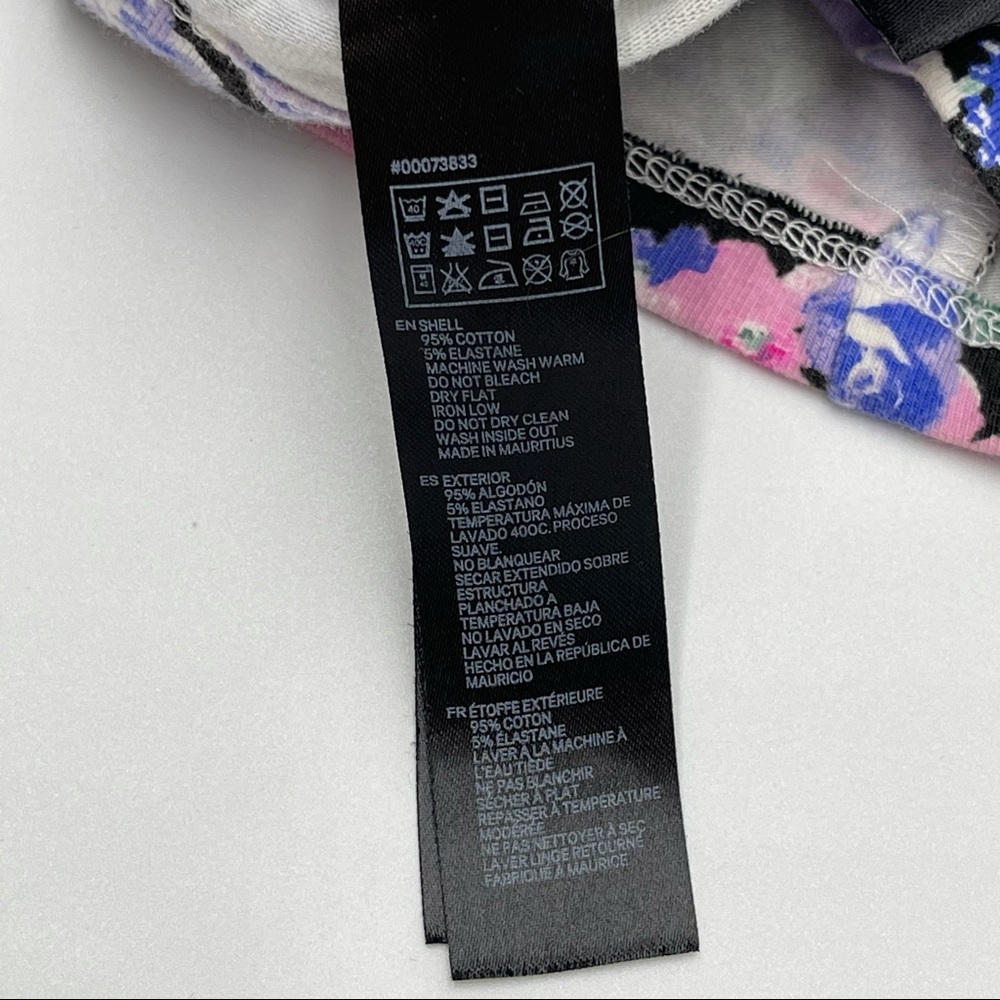 #00073833
40
40C
M
40
EN SHELL
95% COTTON
5% ELASTANE
MACHINE WASH WARM
DO NOT BLEACH
DRY FLAT
IRON LOW
DO NOT DRY CLEAN
WASH INSIDE OUT
MADE IN MAURITIUS
ES EXTERIOR
95% ALGODÓN
5% ELASTANO
TEMPERATURA MÁXIMA DE
LAVADO 40OC. PROCESO
SUAVE.
NO BLANQUEAR
SECAR EXTENDIDO SOBRE
ESTRUCTURA
PLANCHADO A
TEMPERATURA BAJA
NO LAVADO EN SECO
LAVAR AL REVÉS
HECHO EN LA REPÚBLICA DE
MAURICIO
FR ÉTOFFE EXTÉRIEURE
95% COTON
5% ÉLASTANE
LAVER À LA MACHINE À
L'EAU TIÈDE
NE PAS BLANCHIR
SÉCHER À PLAT
REPASSER À TEMPÉRATURE
MODÉRÉE
NE PAS NETTOYER À SEC
LAVER LINGE RETOURNÉ
FABRIQUÉ À MAURICE